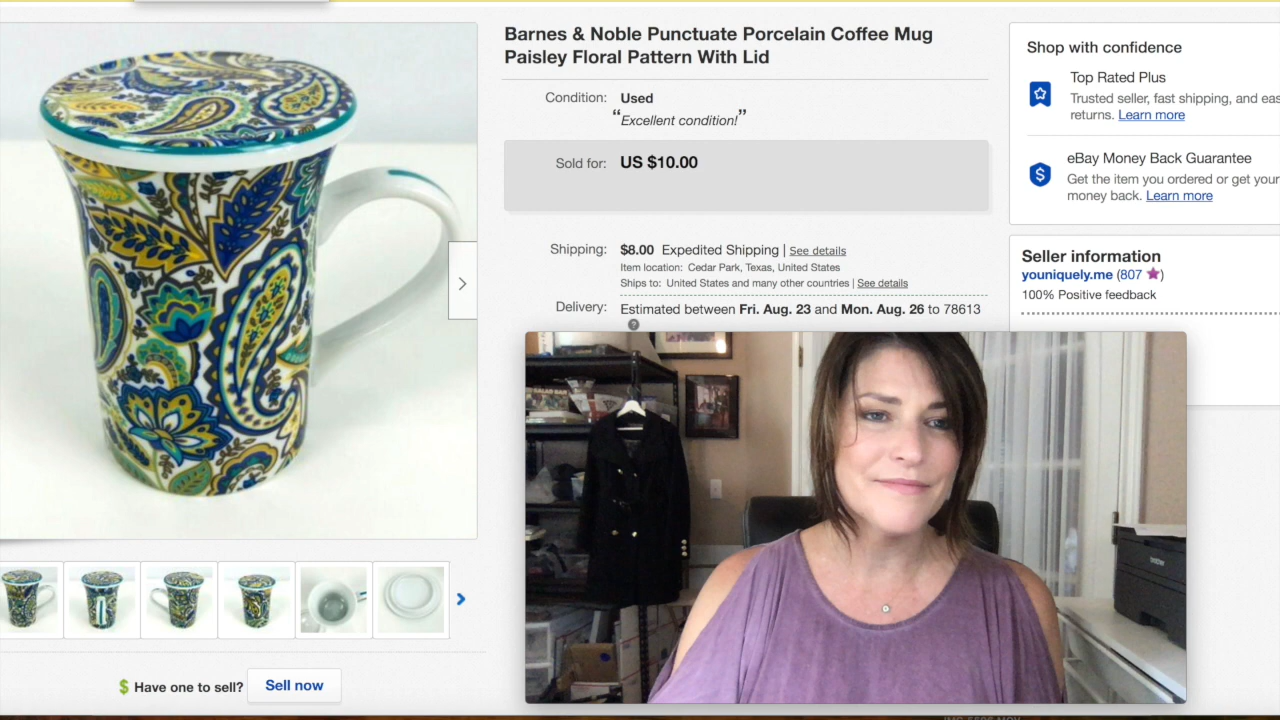 Barnes & Noble Punctuate Porcelain Coffee Mug
Paisley Floral Pattern With Lid
Condition: Used
“Excellent condition!”
Sold for: US $10.00
Shipping: $8.00 Expedited Shipping | See details
Item location: Cedar Park, Texas, United States
Ships to: United States and many other countries | See details
Delivery: Estimated between Fri. Aug. 23 and Mon. Aug. 26 to 78613
?
Shop with confidence
Top Rated Plus
Trusted seller, fast shipping, and eas
returns. Learn more
eBay Money Back Guarantee
Get the item you ordered or get your
money back. Learn more
Seller information
youniquely.me (807)
100% Positive feedback
$ Have one to sell? Sell now